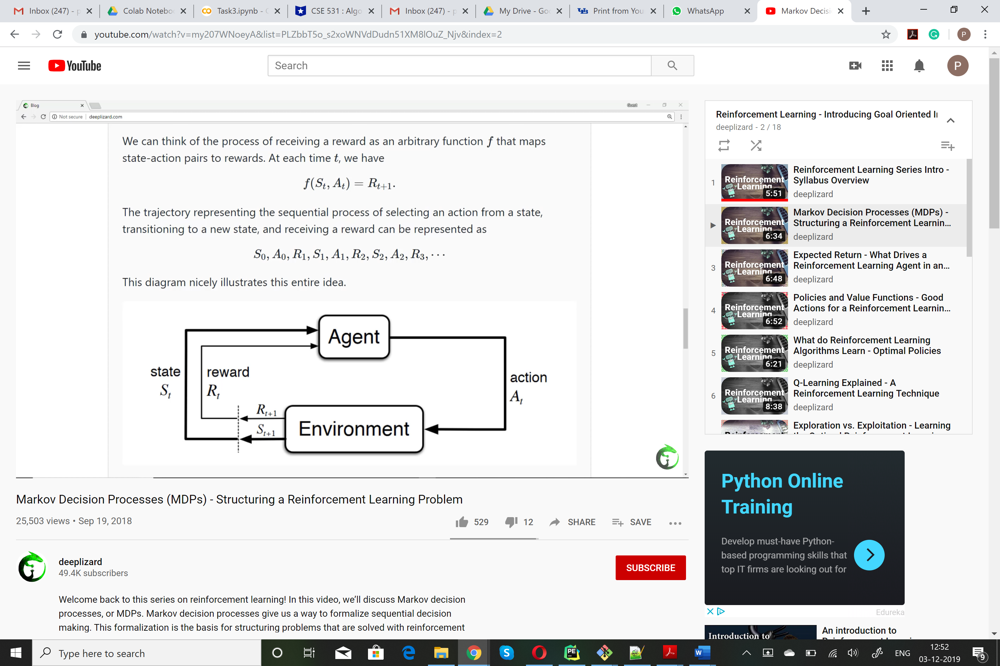 Inbox (247) - p
Colab Noteboo
Task3.ipynb - C
CSE 531 : Algo
Inbox (247) - p
My Drive - Goo
Print from You
WhatsApp
Markov Decisi
youtube.com/watch?v=my207WNoeyA&list=PLZbbT5o_s2xoWNVdDudn51XM8lOuZ_Njv&index=2
P
YouTube
Search
P
Blog
Guest
Not secure | deeplizard.com
We can think of the process of receiving a reward as an arbitrary function f that maps
state-action pairs to rewards. At each time t, we have
f(S_t, A_t) = R_{t+1}.
The trajectory representing the sequential process of selecting an action from a state,
transitioning to a new state, and receiving a reward can be represented as
S_0, A_0, R_1, S_1, A_1, R_2, S_2, A_2, R_3, ⋯
This diagram nicely illustrates this entire idea.
Agent
state
S_t
reward
R_t
action
A_t
R_{t+1}
S_{t+1}
Environment
Markov Decision Processes (MDPs) - Structuring a Reinforcement Learning Problem
25,503 views • Sep 19, 2018
529
12
SHARE
SAVE
deeplizard
49.4K subscribers
SUBSCRIBE
Welcome back to this series on reinforcement learning! In this video, we’ll discuss Markov decision
processes, or MDPs. Markov decision processes give us a way to formalize sequential decision
making. This formalization is the basis for structuring problems that are solved with reinforcement
Reinforcement Learning - Introducing Goal Oriented I
deeplizard - 2 / 18
1
Reinforcement
Learning
5:51
Reinforcement Learning Series Intro -
Syllabus Overview
deeplizard
Reinforcement
Learning
6:34
Markov Decision Processes (MDPs) -
Structuring a Reinforcement Learnin...
deeplizard
3
Reinforcement
Learning
6:48
Expected Return - What Drives a
Reinforcement Learning Agent in an...
deeplizard
4
Reinforcement
Learning
6:52
Policies and Value Functions - Good
Actions for a Reinforcement Learnin...
deeplizard
5
Reinforcement
Learning
6:21
What do Reinforcement Learning
Algorithms Learn - Optimal Policies
deeplizard
6
Reinforcement
Learning
8:38
Q-Learning Explained - A
Reinforcement Learning Technique
deeplizard
Exploration vs. Exploitation - Learning
Python Online
Training
Develop must-have Python-
based programming skills that
top IT firms are looking out for
Edureka
Introduction to
An introduction to
Type here to search
ENG
12:52
03-12-2019
9